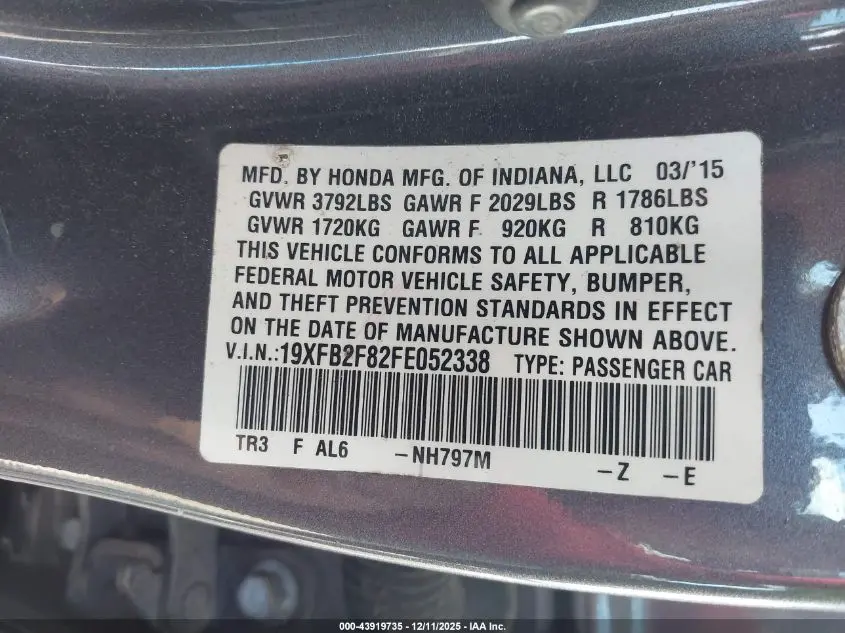 MFD. BY HONDA MFG. OF INDIANA, LLC 03/'15
GVWR 3792LBS GAWR F 2029LBS R 1786LBS
GVWR 1720KG GAWR F 920KG R 810KG
THIS VEHICLE CONFORMS TO ALL APPLICABLE
FEDERAL MOTOR VEHICLE SAFETY, BUMPER,
AND THEFT PREVENTION STANDARDS IN EFFECT
ON THE DATE OF MANUFACTURE SHOWN ABOVE.
V.I.N.:19XFB2F82FE052338 TYPE: PASSENGER CAR
TR3 F AL6 -NH797M -Z -E
000-43919735 - 12/11/2025 - IAA Inc.